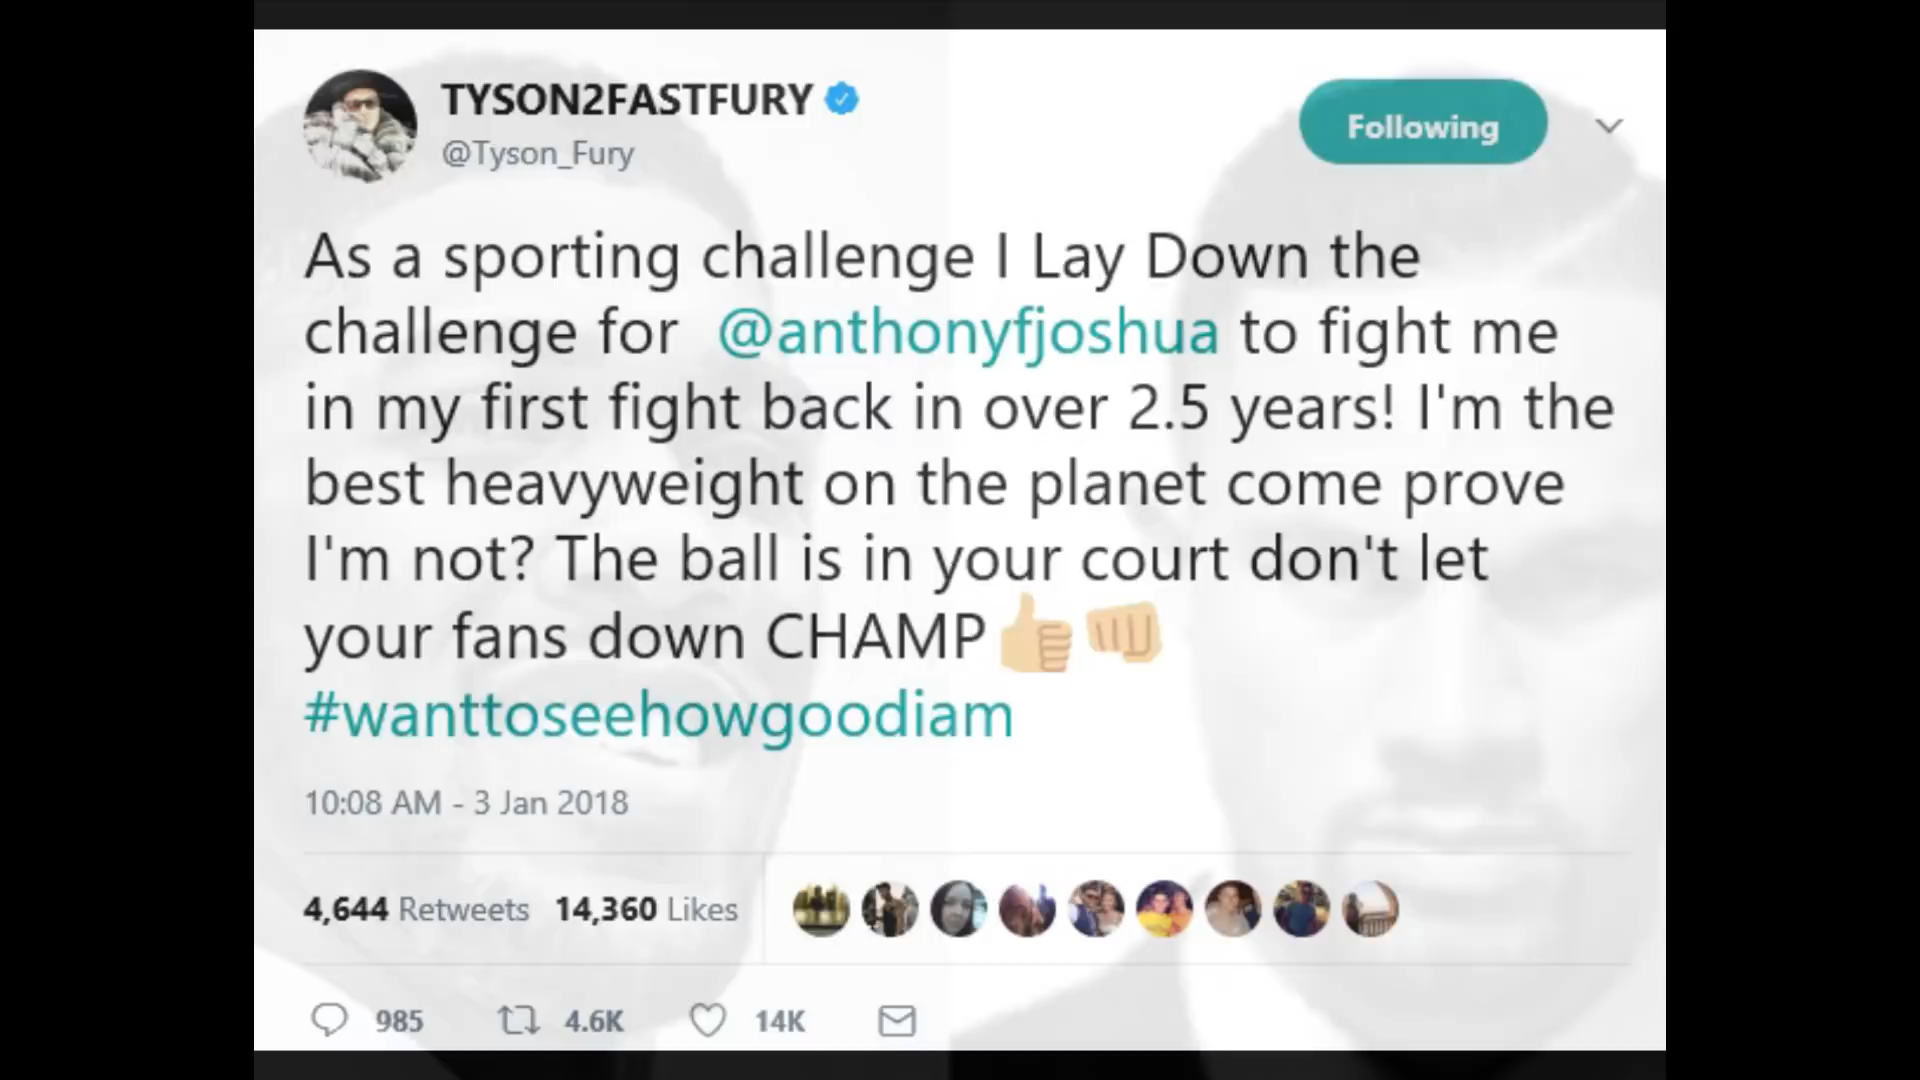 TYSON2FASTFURY
@Tyson_Fury
Following
As a sporting challenge I Lay Down the
challenge for @anthonyfjoshua to fight me
in my first fight back in over 2.5 years! I'm the
best heavyweight on the planet come prove
I'm not? The ball is in your court don't let
your fans down CHAMP👍🏼👊🏼
#wanttoseehowgoodiam
10:08 AM - 3 Jan 2018
4,644 Retweets 14,360 Likes
985 4.6K 14K